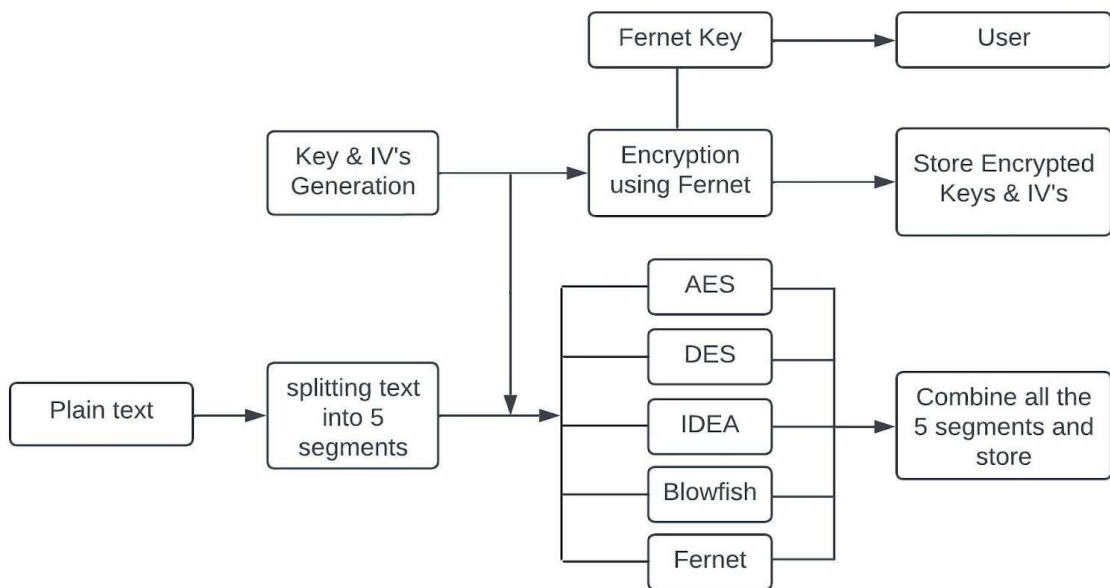 Fernet Key
User
Key & IV's
Generation
Encryption
using Fernet
Store Encrypted
Keys & IV's
AES
DES
IDEA
Blowfish
Fernet
Plain text
splitting text
into 5
segments
Combine all the
5 segments and
store